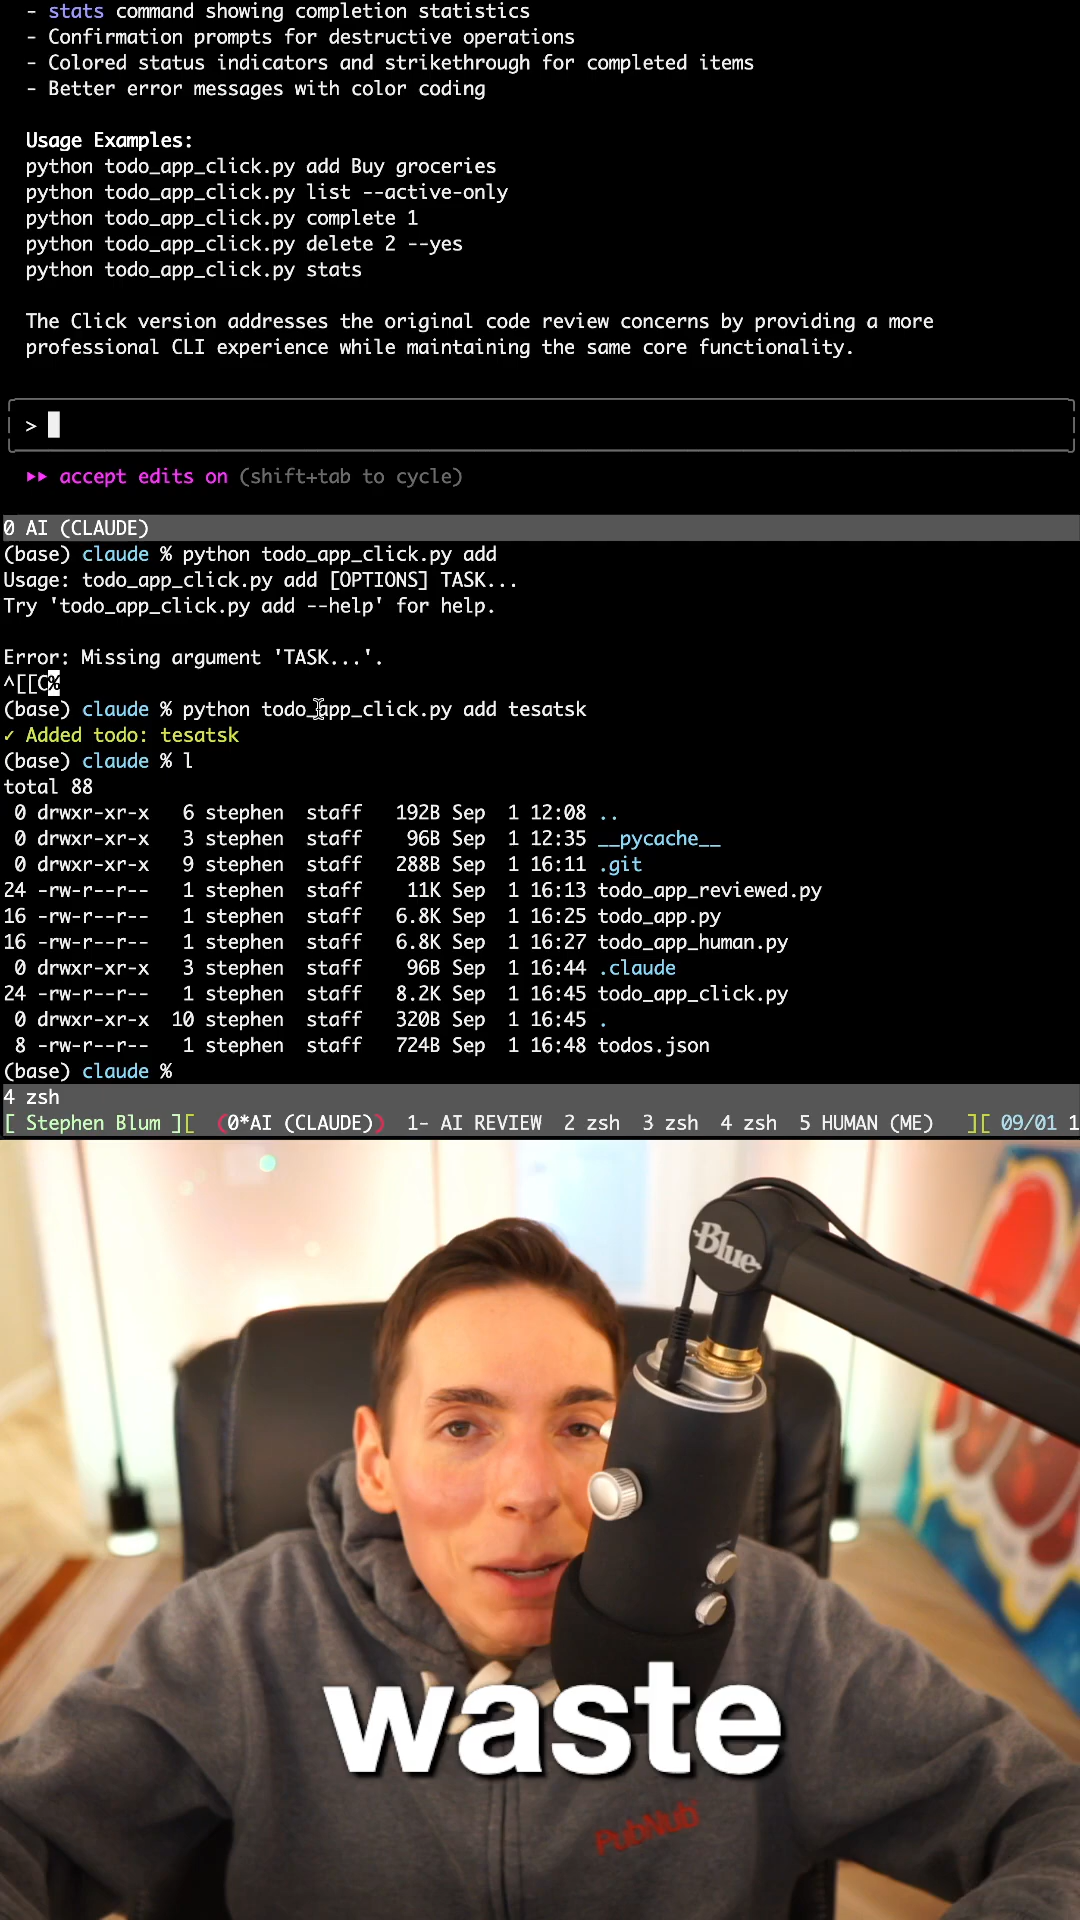 - stats command showing completion statistics
- Confirmation prompts for destructive operations
- Colored status indicators and strikethrough for completed items
- Better error messages with color coding
Usage Examples:
python todo_app_click.py add Buy groceries
python todo_app_click.py list --active-only
python todo_app_click.py complete 1
python todo_app_click.py delete 2 --yes
python todo_app_click.py stats
The Click version addresses the original code review concerns by providing a more
professional CLI experience while maintaining the same core functionality.
>
▸▸ accept edits on (shift+tab to cycle)
0 AI (CLAUDE)
(base) claude % python todo_app_click.py add
Usage: todo_app_click.py add [OPTIONS] TASK...
Try 'todo_app_click.py add --help' for help.
Error: Missing argument 'TASK...'.
^[[C%
(base) claude % python todo_app_click.py add tesatsk
✓ Added todo: tesatsk
(base) claude % l
total 88
0 drwxr-xr-x 6 stephen staff 192B Sep 1 12:08 ..
0 drwxr-xr-x 3 stephen staff 96B Sep 1 12:35 __pycache__
0 drwxr-xr-x 9 stephen staff 288B Sep 1 16:11 .git
24 -rw-r--r-- 1 stephen staff 11K Sep 1 16:13 todo_app_reviewed.py
16 -rw-r--r-- 1 stephen staff 6.8K Sep 1 16:25 todo_app.py
16 -rw-r--r-- 1 stephen staff 6.8K Sep 1 16:27 todo_app_human.py
0 drwxr-xr-x 3 stephen staff 96B Sep 1 16:44 .claude
24 -rw-r--r-- 1 stephen staff 8.2K Sep 1 16:45 todo_app_click.py
0 drwxr-xr-x 10 stephen staff 320B Sep 1 16:45 .
8 -rw-r--r-- 1 stephen staff 724B Sep 1 16:48 todos.json
(base) claude %
4 zsh
[ Stephen Blum ][ (0*AI (CLAUDE)) 1- AI REVIEW 2 zsh 3 zsh 4 zsh 5 HUMAN (ME) ][ 09/01 1
Blue
waste
PubNub